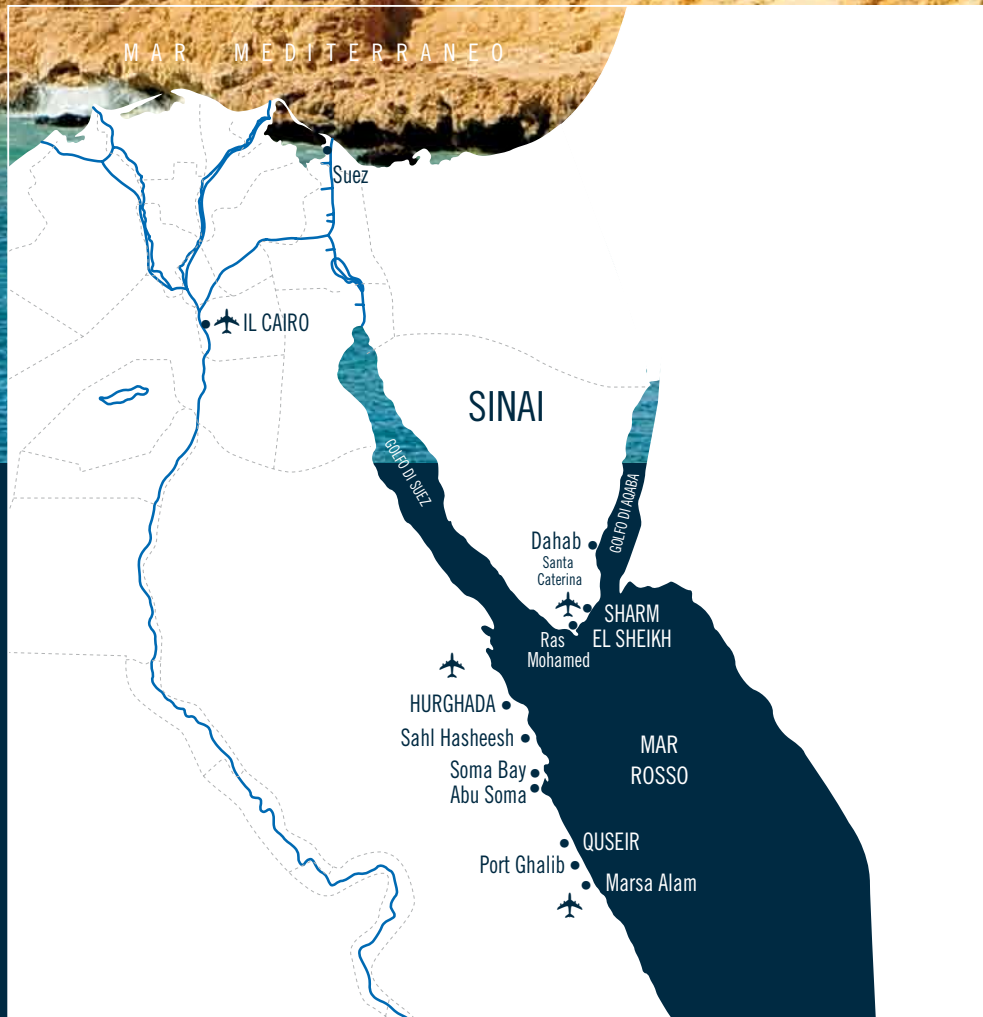 MAR MEDITERRANEO
Suez
IL CAIRO
SINAI
GOLFO DI SUEZ
GOLFO DI AQABA
Dahab
Santa
Caterina
SHARM
EL SHEIKH
Ras
Mohamed
HURGHADA
Sahl Hasheesh
MAR
ROSSO
Soma Bay
Abu Soma
QUSEIR
Port Ghalib
Marsa Alam